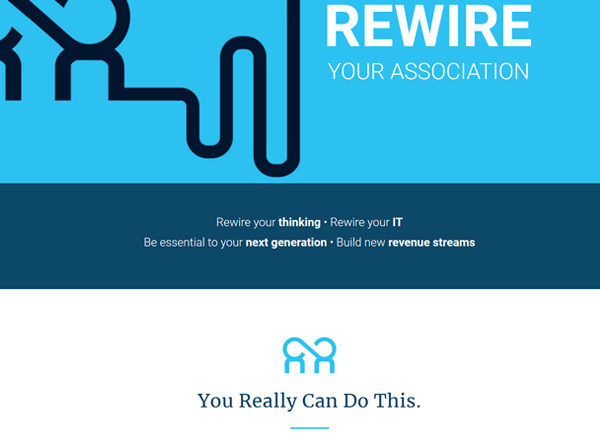 REWIRE
YOUR ASSOCIATION
Rewire your thinking • Rewire your IT
Be essential to your next generation • Build new revenue streams
You Really Can Do This.